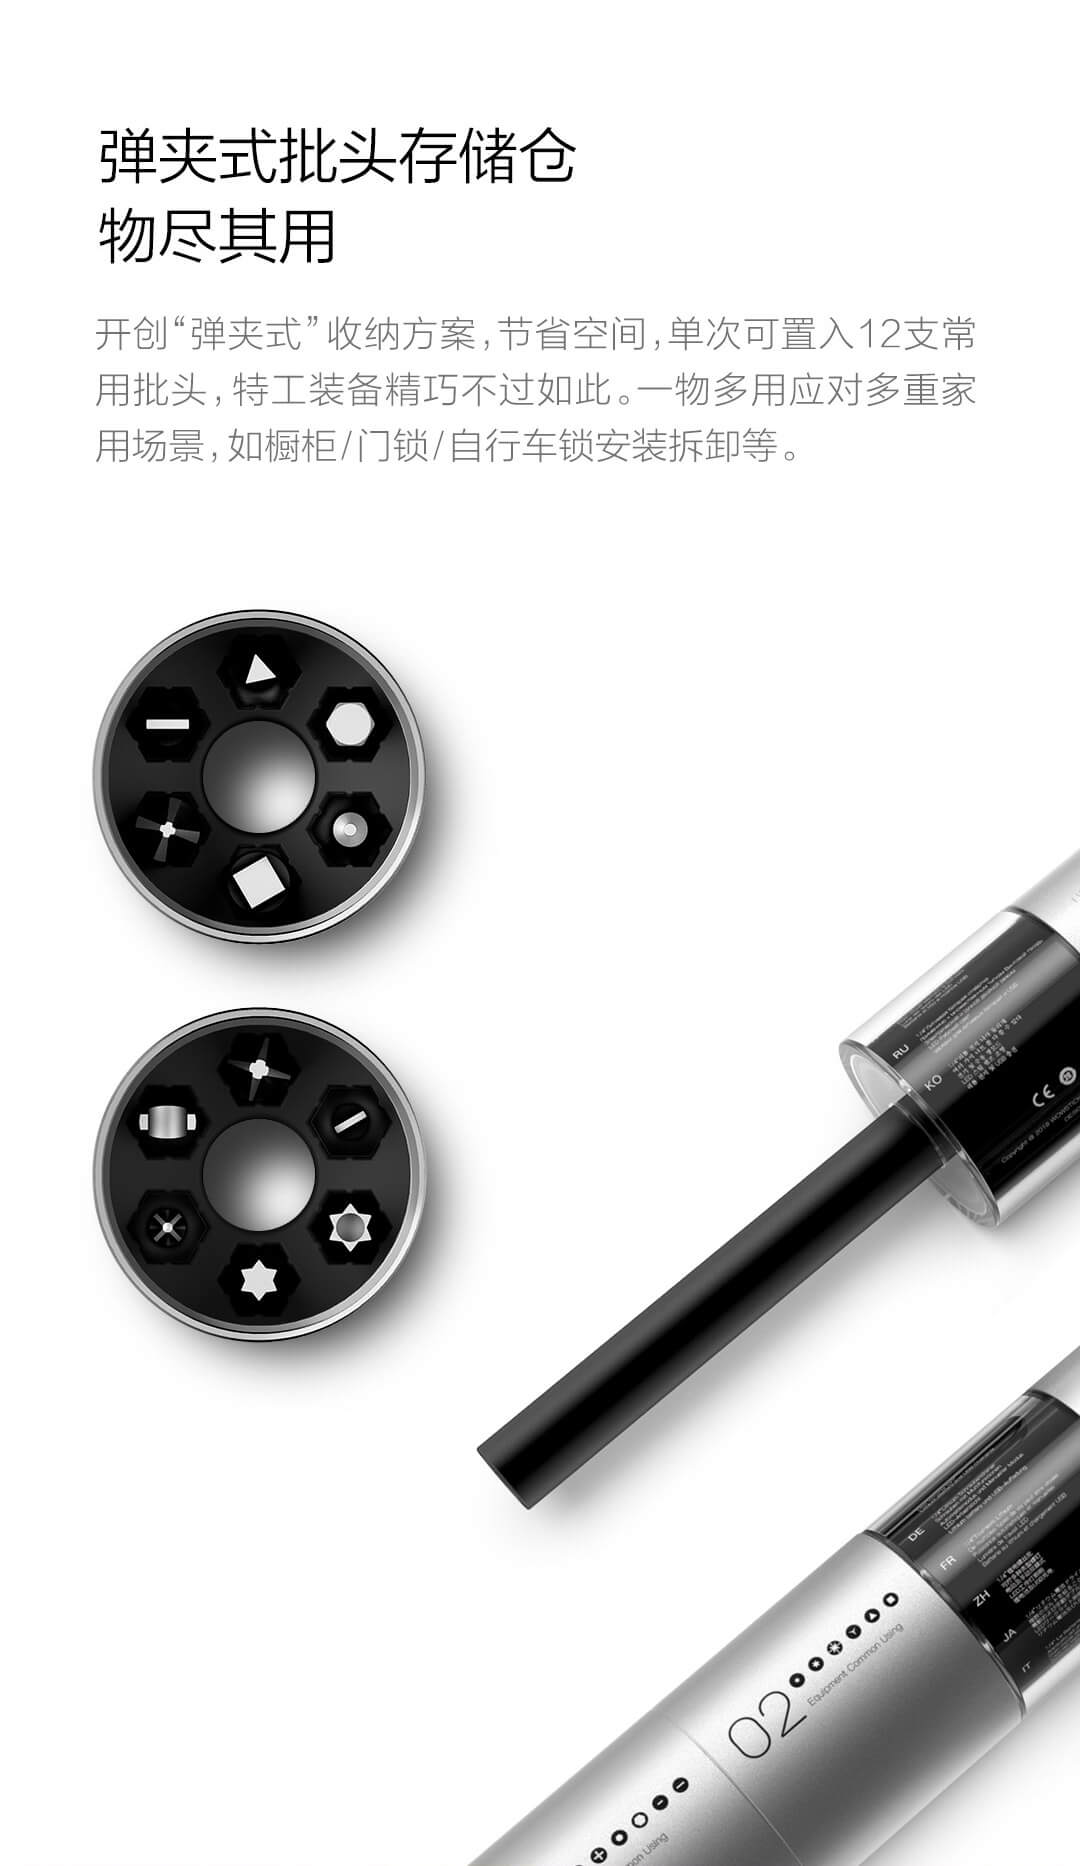 弹夹式批头存储仓
物尽其用
开创“弹夹式”收纳方案,节省空间,单次可置入12支常
用批头,特工装备精巧不过如此。一物多用应对多重家
用场景,如橱柜/门锁/自行车锁安装拆卸等。
RU
KO
CE
DE
FR
ZH
JA
IT
02
Equipment Common Using
Using